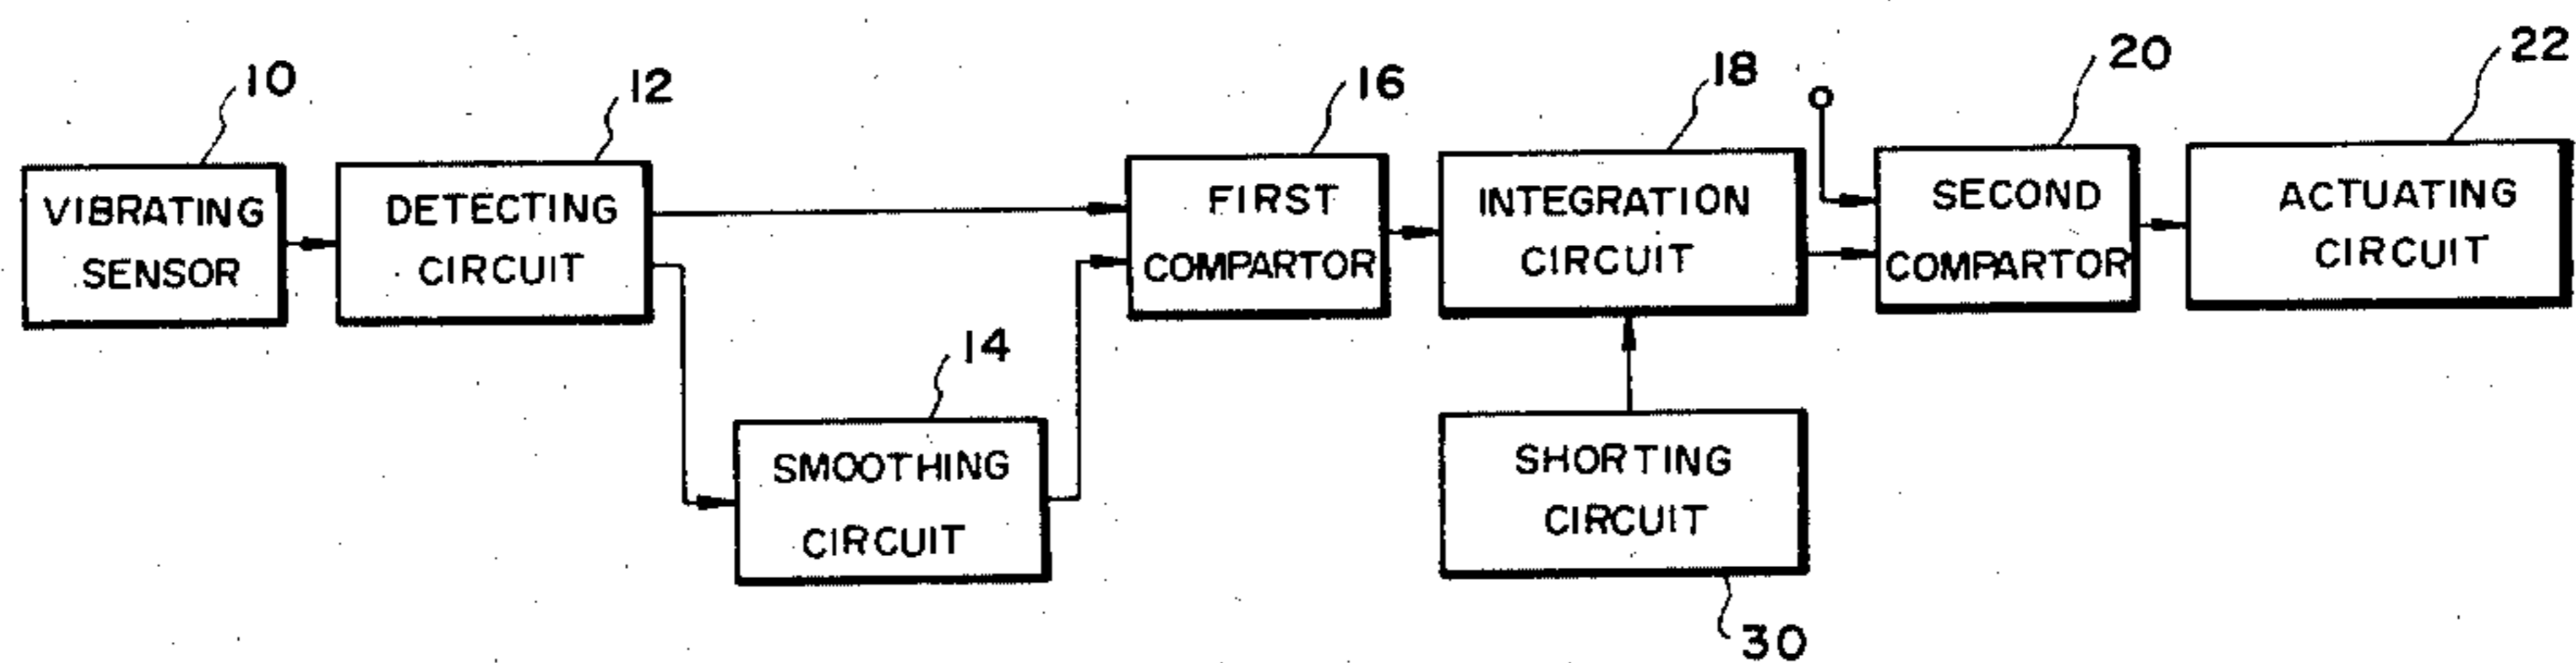 10
VIBRATING
SENSOR
12
DETECTING
CIRCUIT
14
SMOOTHING
CIRCUIT
16
FIRST
COMPARTOR
18
INTEGRATION
CIRCUIT
30
SHORTING
CIRCUIT
20
SECOND
COMPARTOR
22
ACTUATING
CIRCUIT